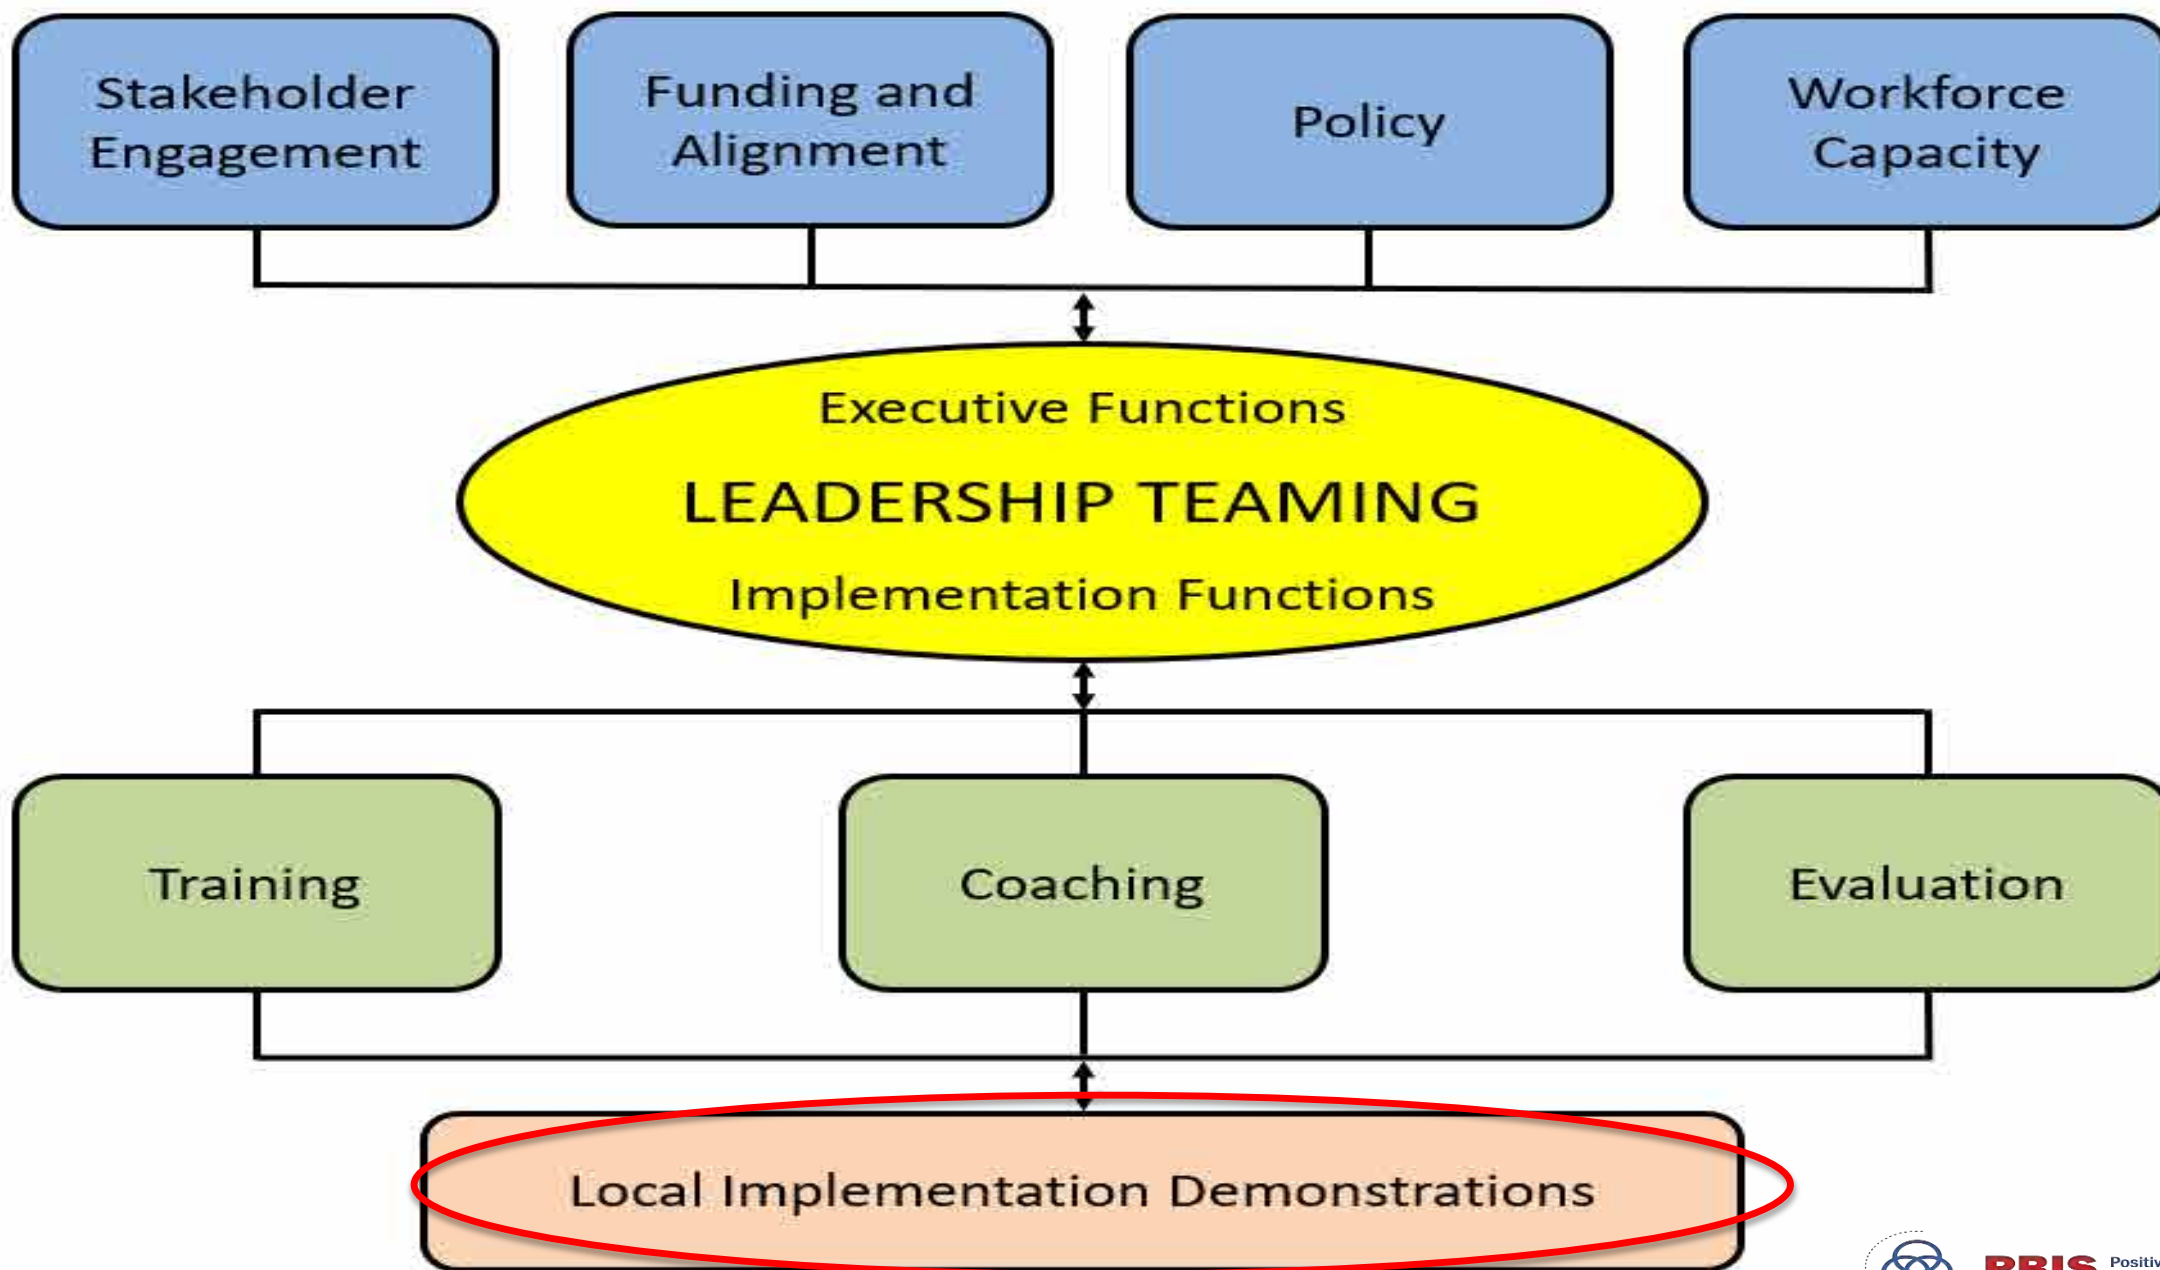 Stakeholder
Engagement
Funding and
Alignment
Policy
Workforce
Capacity
Executive Functions
LEADERSHIP TEAMING
Implementation Functions
Training
Coaching
Evaluation
Local Implementation Demonstrations
PBIS